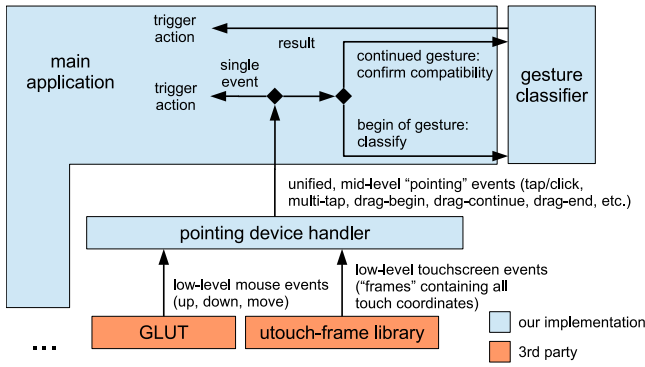 trigger
action
result
main
application
single
event
trigger
action
continued gesture:
confirm compatibility
begin of gesture:
classify
gesture
classifier
unified, mid-level “pointing” events (tap/click,
multi-tap, drag-begin, drag-continue, drag-end, etc.)
pointing device handler
low-level mouse events
(up, down, move)
low-level touchscreen events
(“frames” containing all
touch coordinates)
...
GLUT
utouch-frame library
our implementation
3rd party